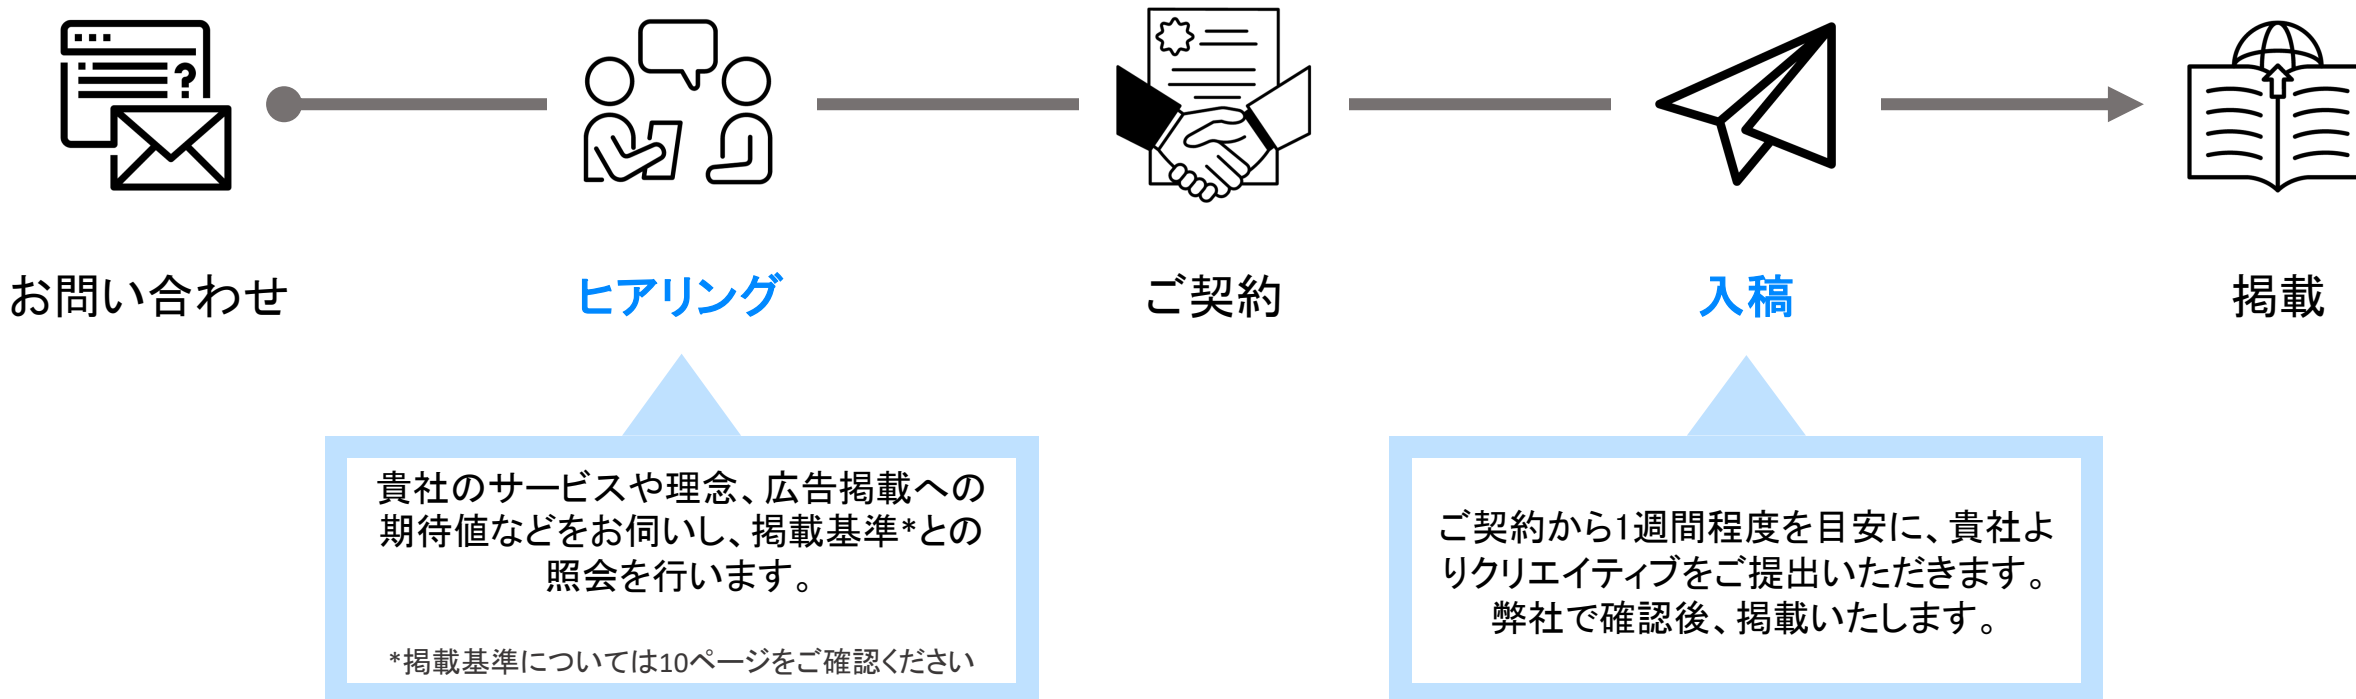 お問い合わせ
ヒアリング
ご契約
入稿
掲載
貴社のサービスや理念、広告掲載への
期待値などをお伺いし、掲載基準*との
照会を行います。
*掲載基準については10ページをご確認ください
ご契約から1週間程度を目安に、貴社よ
りクリエイティブをご提出いただきます。
弊社で確認後、掲載いたします。